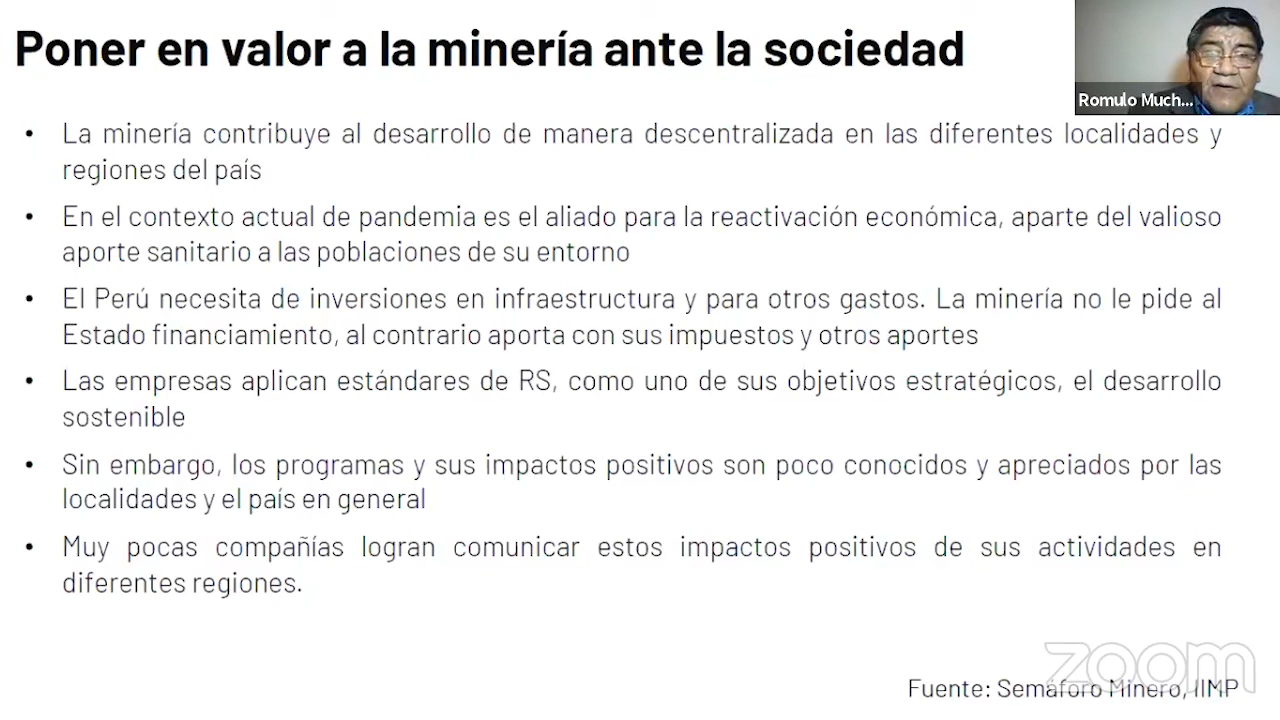 Poner en valor a la minería ante la sociedad
Romulo Much...
• La minería contribuye al desarrollo de manera descentralizada en las diferentes localidades y
regiones del país
• En el contexto actual de pandemia es el aliado para la reactivación económica, aparte del valioso
aporte sanitario a las poblaciones de su entorno
• El Perú necesita de inversiones en infraestructura y para otros gastos. La minería no le pide al
Estado financiamiento, al contrario aporta con sus impuestos y otros aportes
• Las empresas aplican estándares de RS, como uno de sus objetivos estratégicos, el desarrollo
sostenible
• Sin embargo, los programas y sus impactos positivos son poco conocidos y apreciados por las
localidades y el país en general
• Muy pocas compañías logran comunicar estos impactos positivos de sus actividades en
diferentes regiones.
zoom
Fuente: Semáforo Minero, IIMP